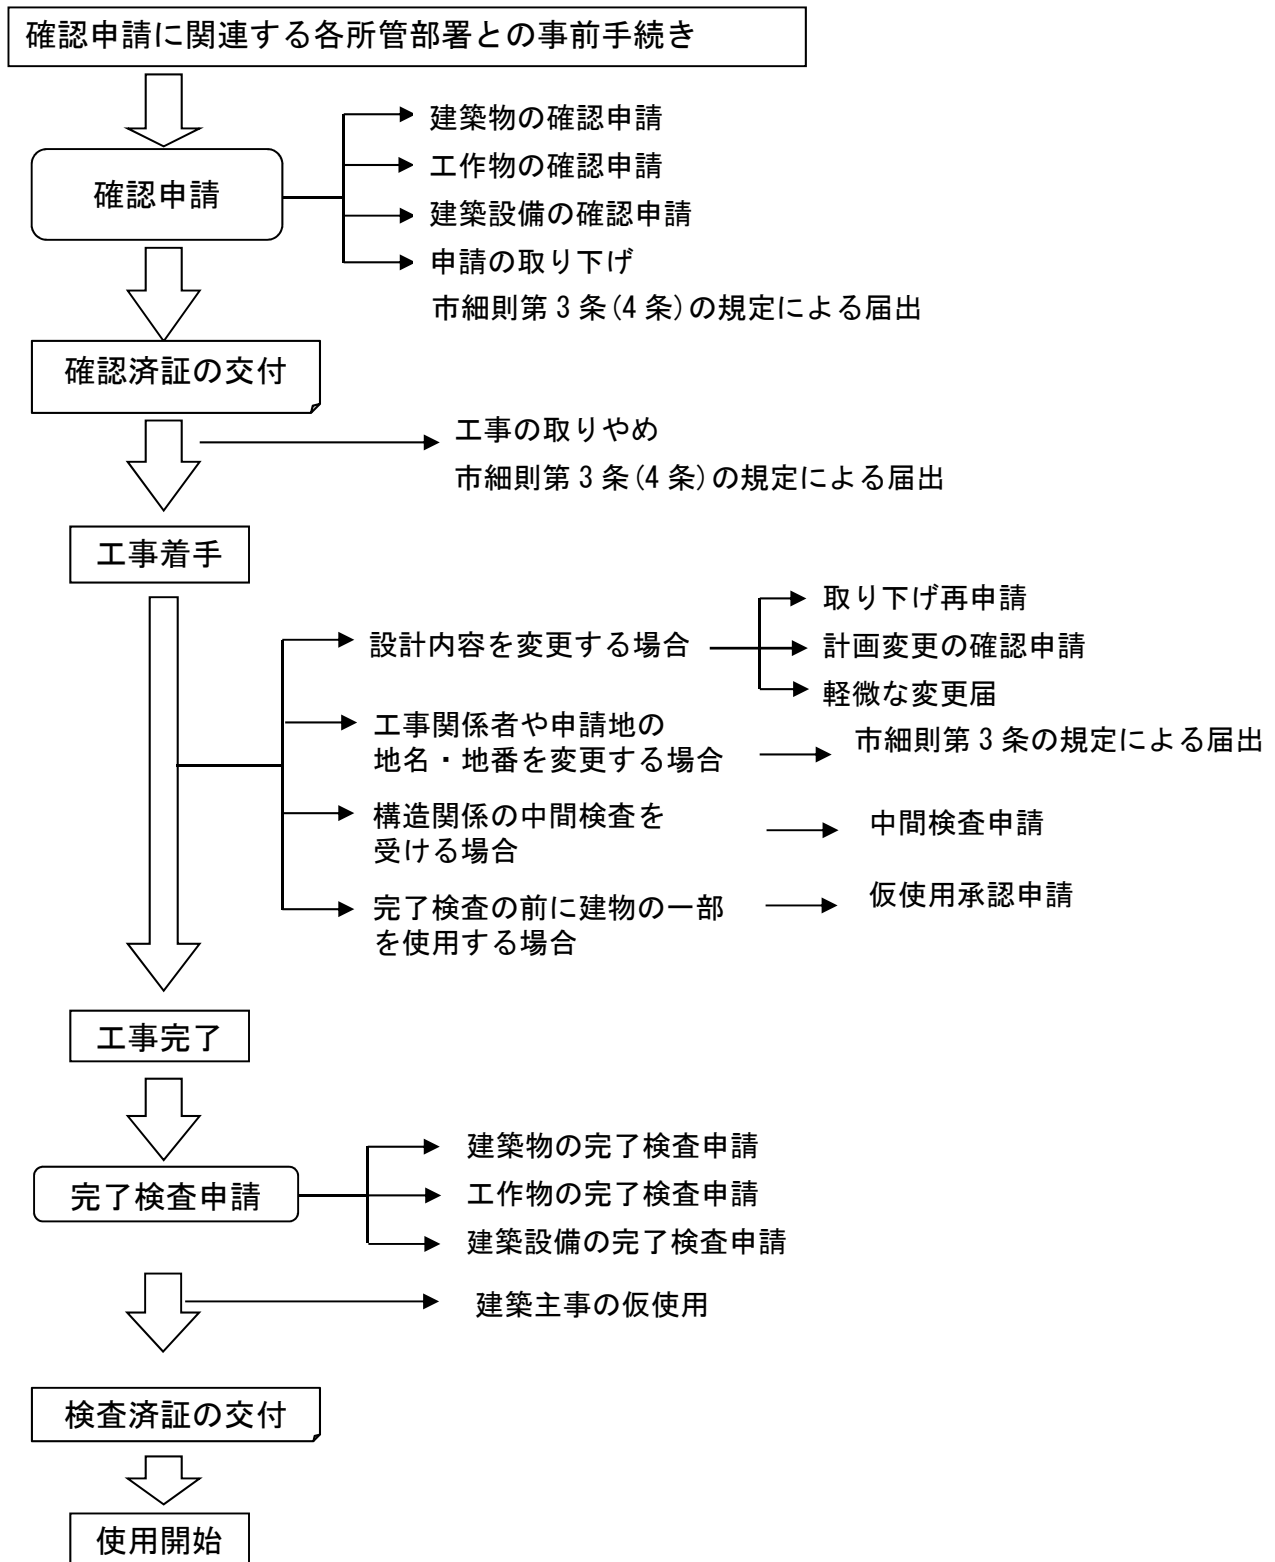 確認申請に関連する各所管部署との事前手続き
確認申請
建築物の確認申請
工作物の確認申請
建築設備の確認申請
申請の取り下げ
市細則第3条(4条)の規定による届出
確認済証の交付
工事の取りやめ
市細則第3条(4条)の規定による届出
工事着手
設計内容を変更する場合
取り下げ再申請
計画変更の確認申請
軽微な変更届
工事関係者や申請地の
地名・地番を変更する場合
市細則第3条の規定による届出
構造関係の中間検査を
受ける場合
中間検査申請
完了検査の前に建物の一部
を使用する場合
仮使用承認申請
工事完了
完了検査申請
建築物の完了検査申請
工作物の完了検査申請
建築設備の完了検査申請
建築主事の仮使用
検査済証の交付
使用開始